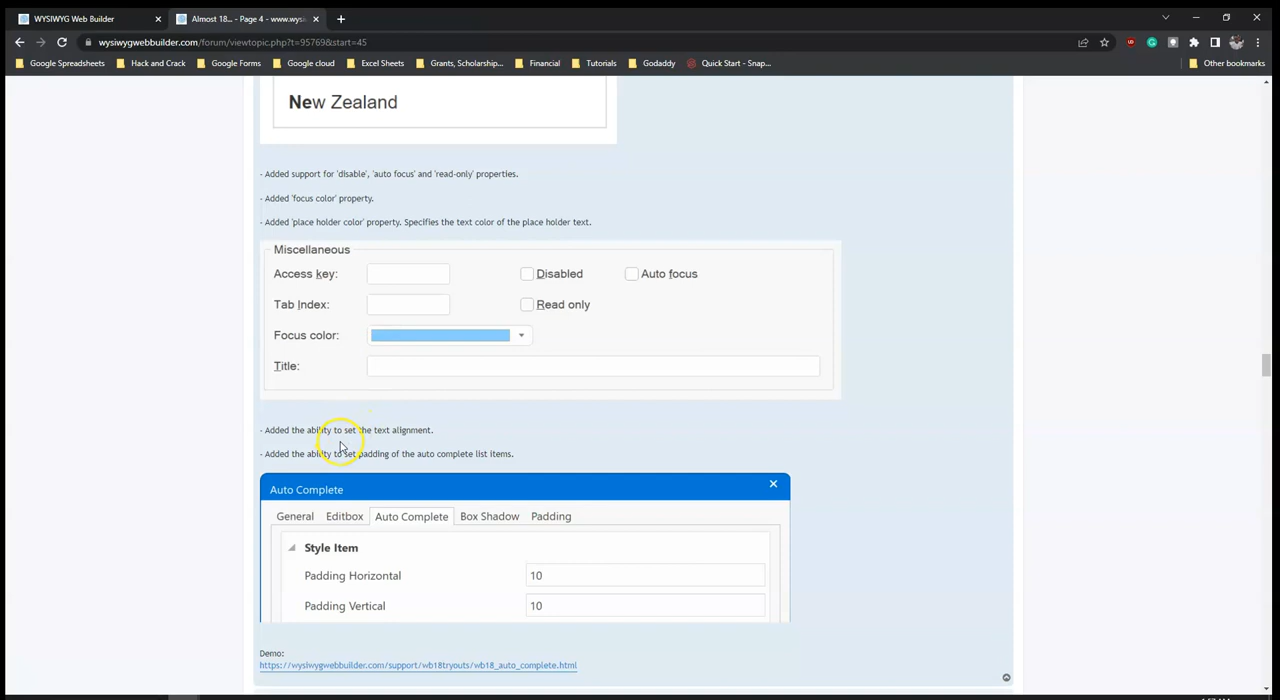 WYSIWYG Web Builder
Almost 18... - Page 4 - www.wysi
wysiwygwebbuilder.com/forum/viewtopic.php?t=95769&start=45
Google Spreadsheets
Hack and Crack
Google Forms
Google cloud
Excel Sheets
Grants, Scholarship...
Financial
Tutorials
Godaddy
Quick Start - Snap...
Other bookmarks
New Zealand
- Added support for 'disable', 'auto focus' and 'read-only' properties.
- Added 'focus color' property.
- Added 'place holder color' property. Specifies the text color of the place holder text.
Miscellaneous
Access key:
Disabled
Auto focus
Tab Index:
Read only
Focus color:
Title:
- Added the ability to set the text alignment.
- Added the ability to set padding of the auto complete list items.
Auto Complete
General
Editbox
Auto Complete
Box Shadow
Padding
Style Item
Padding Horizontal
10
Padding Vertical
10
Demo:
https://wysiwygwebbuilder.com/support/wb18tryouts/wb18_auto_complete.html